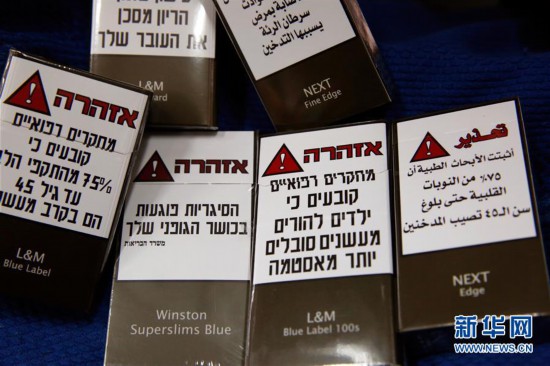 הריון מסכן
את העובר שלך
L&M
סרטان الرئة
يسببها التدخين
NEXT
Fine Edge
אזהרה
מחקרים רפואיים
קובעים כי
75% מהתקפי הלב
עד גיל 45
הם בקרב מעשנים
L&M
Blue Label
אזהרה
הסיגריות פוגעות
בכושר הגופני שלך
משרד הבריאות
Winston
Superslims Blue
אזהרה
מחקרים רפואיים
קובעים כי
ילדים להורים
מעשנים סובלים
יותר מאסטמה
L&M
Blue Label 100s
تحذير
أثبتت الأبحاث الطبية أن
٧٥٪ من النوبات
القلبية حتى بلوغ
سن الـ٤٥ تصيب المدخنين
NEXT
Edge
新华网
WWW.NEWS.CN